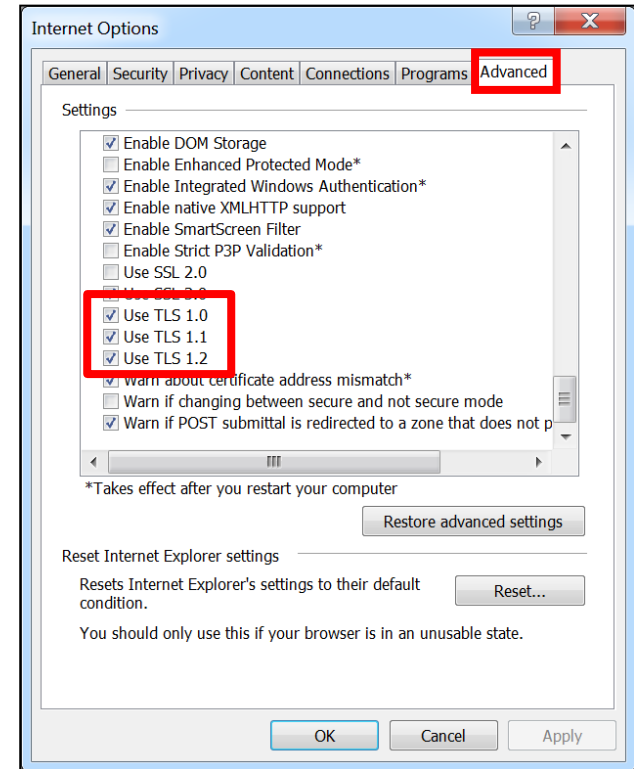 Internet Options
General Security Privacy Content Connections Programs Advanced
Settings
Enable DOM Storage
Enable Enhanced Protected Mode*
Enable Integrated Windows Authentication*
Enable native XMLHTTP support
Enable SmartScreen Filter
Enable Strict P3P Validation*
Use SSL 2.0
Use SSL 3.0
Use TLS 1.0
Use TLS 1.1
Use TLS 1.2
Warn about certificate address mismatch*
Warn if changing between secure and not secure mode
Warn if POST submittal is redirected to a zone that does not p
*Takes effect after you restart your computer
Restore advanced settings
Reset Internet Explorer settings
Resets Internet Explorer's settings to their default
condition.
Reset...
You should only use this if your browser is in an unusable state.
OK Cancel Apply